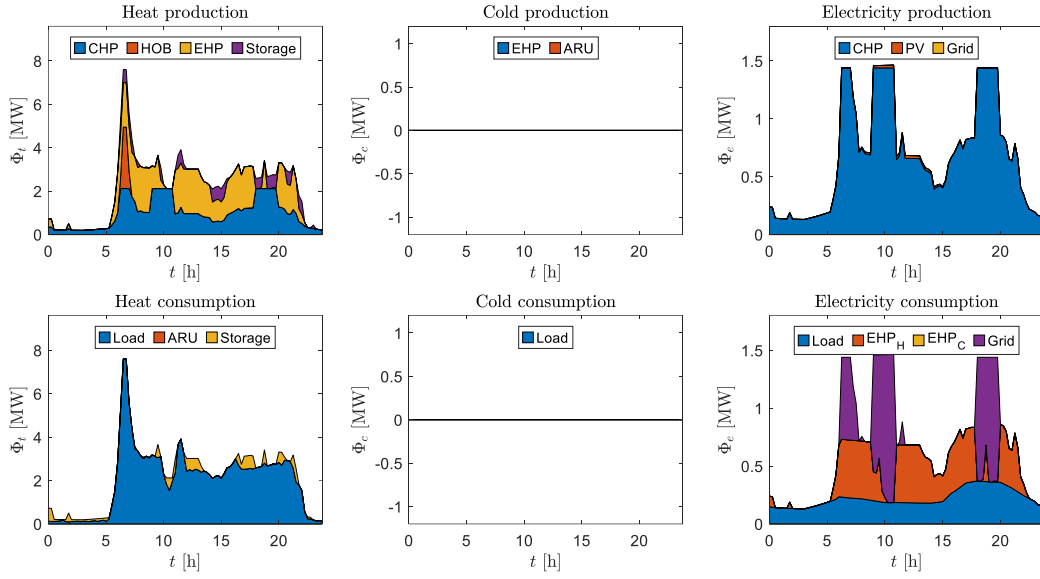 Heat production
CHP HOB EHP Storage
8
6
4
2
0
Φt [MW]
0 5 10 15 20
t [h]
Cold production
EHP ARU
1
0.5
0
-0.5
-1
Φc [MW]
0 5 10 15 20
t [h]
Electricity production
CHP PV Grid
1.5
1
0.5
0
Φe [MW]
0 5 10 15 20
t [h]
Heat consumption
Load ARU Storage
8
6
4
2
0
Φt [MW]
0 5 10 15 20
t [h]
Cold consumption
Load
1
0.5
0
-0.5
-1
Φc [MW]
0 5 10 15 20
t [h]
Electricity consumption
Load EHPH EHPC Grid
1.5
1
0.5
0
Φe [MW]
0 5 10 15 20
t [h]